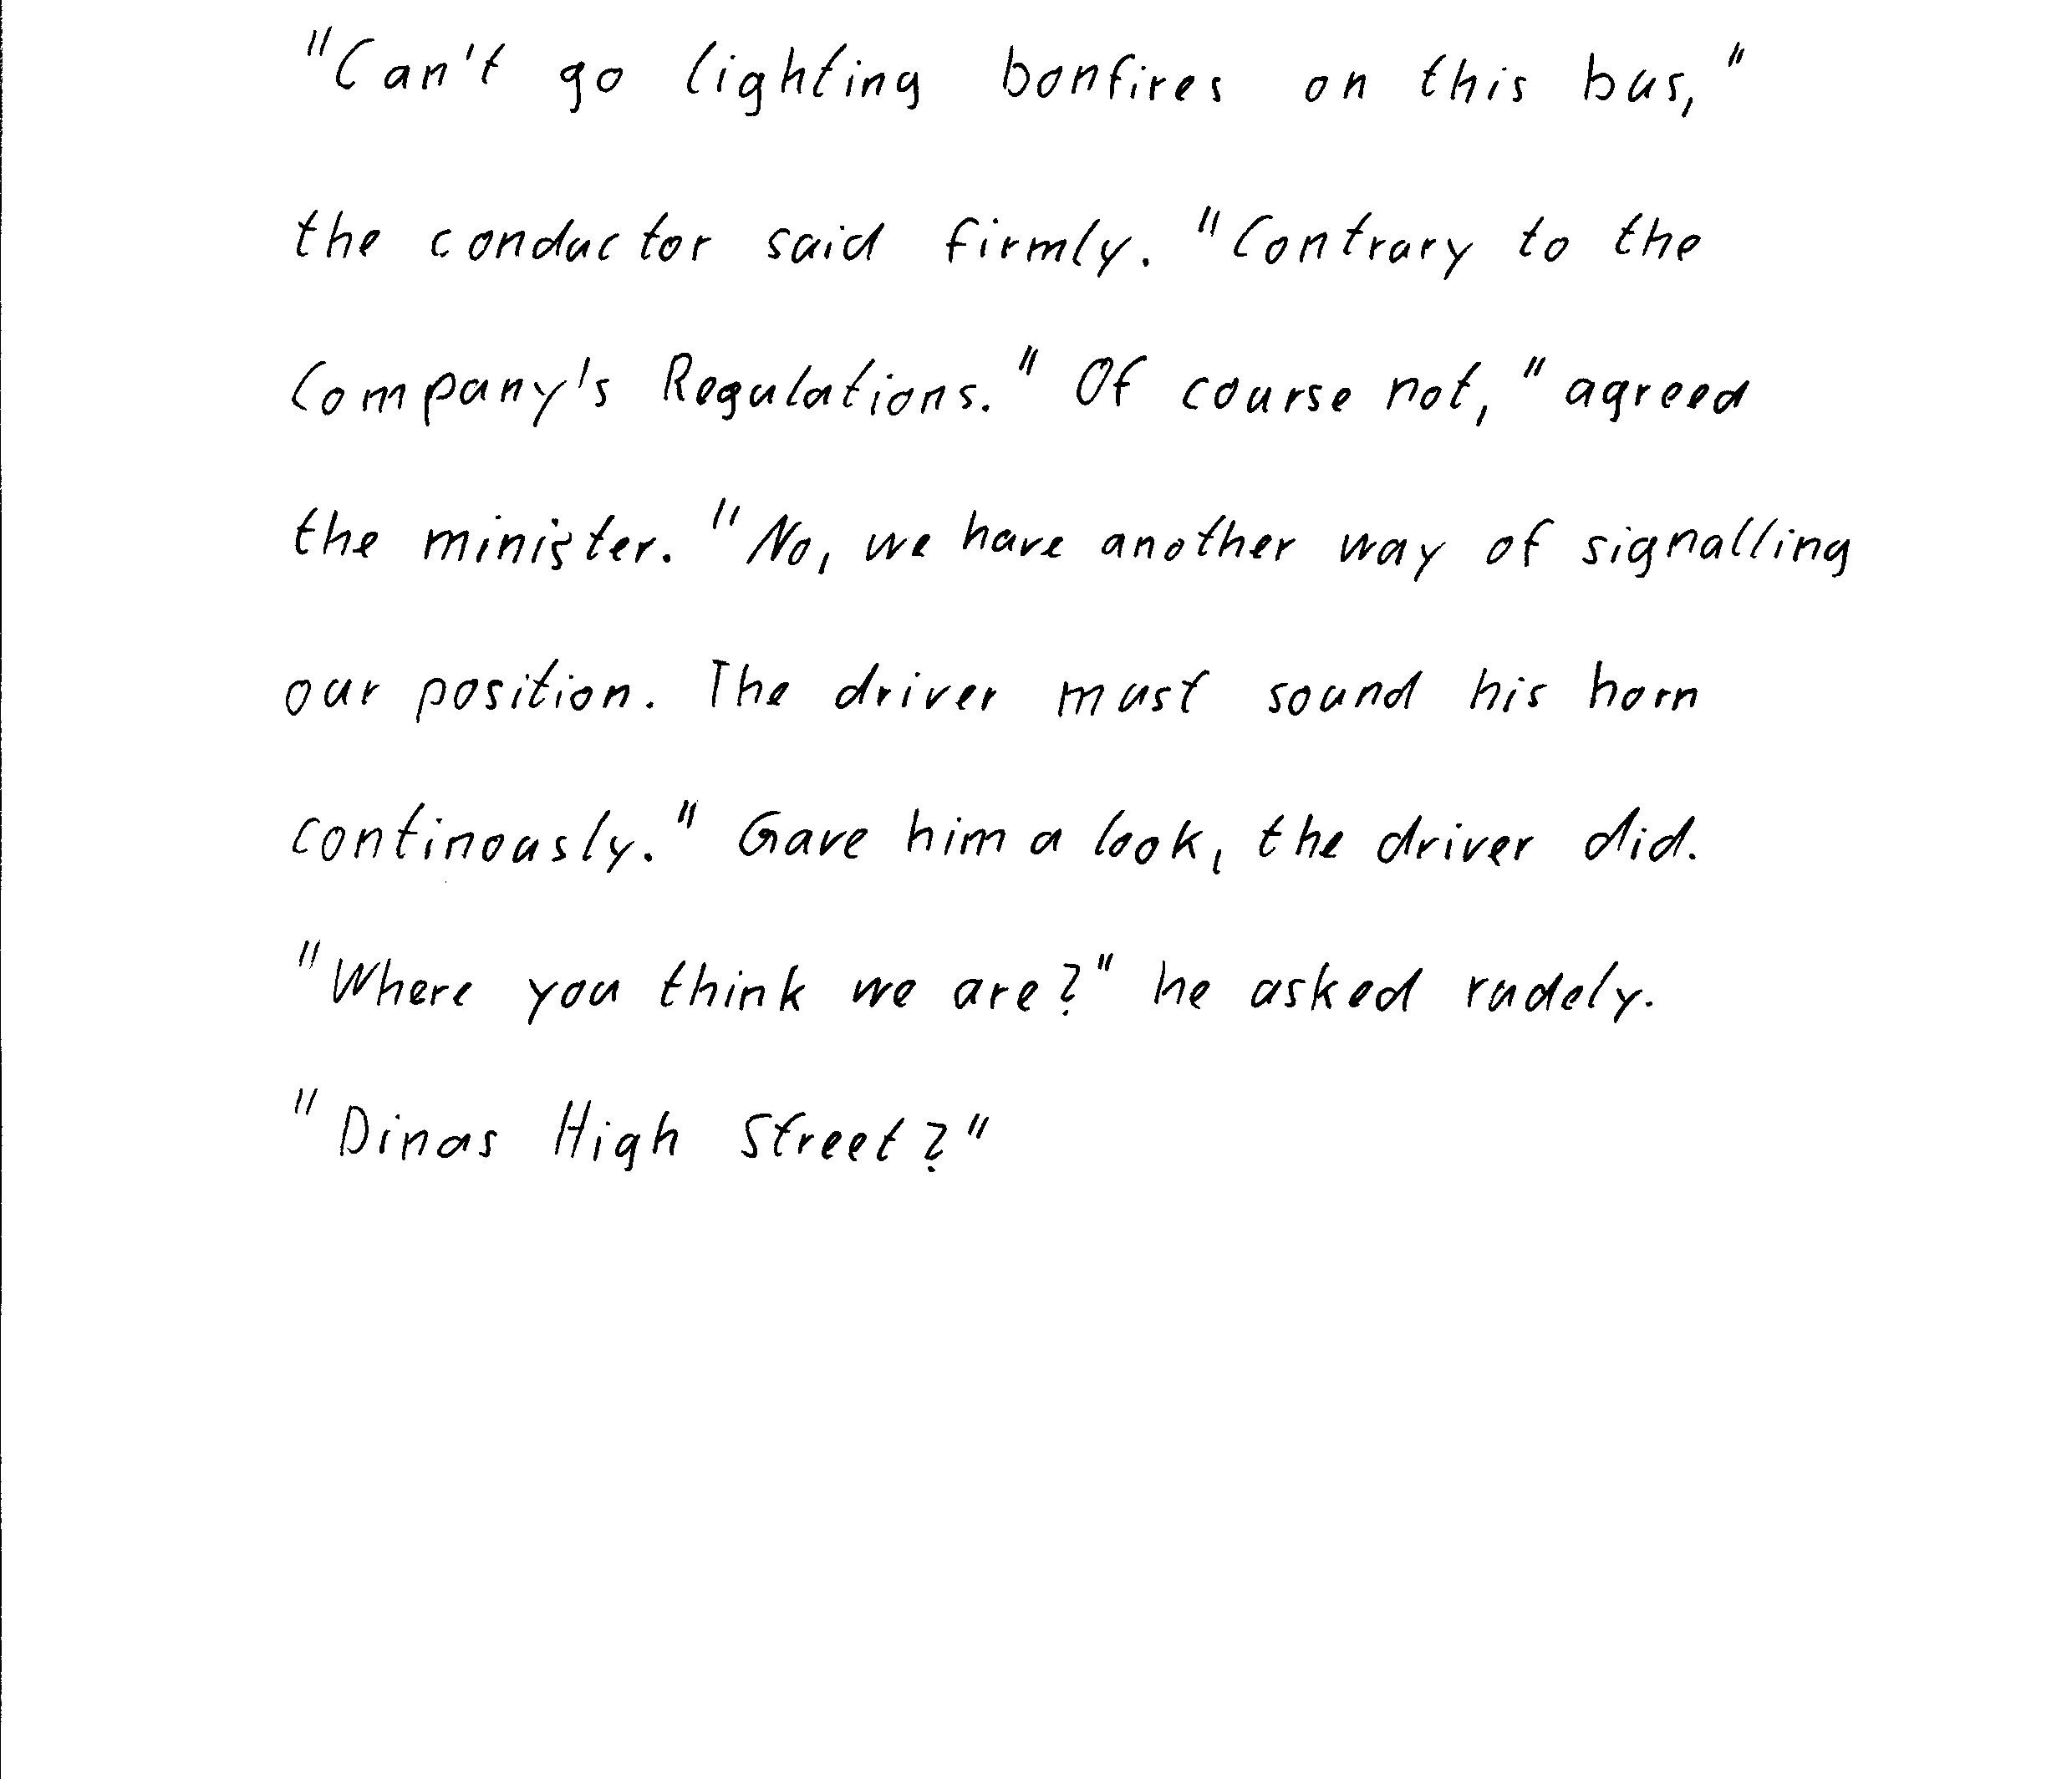 "Can't go lighting bonfires on this bus,"
the conductor said firmly. "Contrary to the
Company's Regulations." Of course not," agreed
the minister. "No, we have another way of signalling
our position. The driver must sound his horn
continously." Gave him a look, the driver did.
"Where you think we are?" he asked rudely.
"Dinas High Street?"